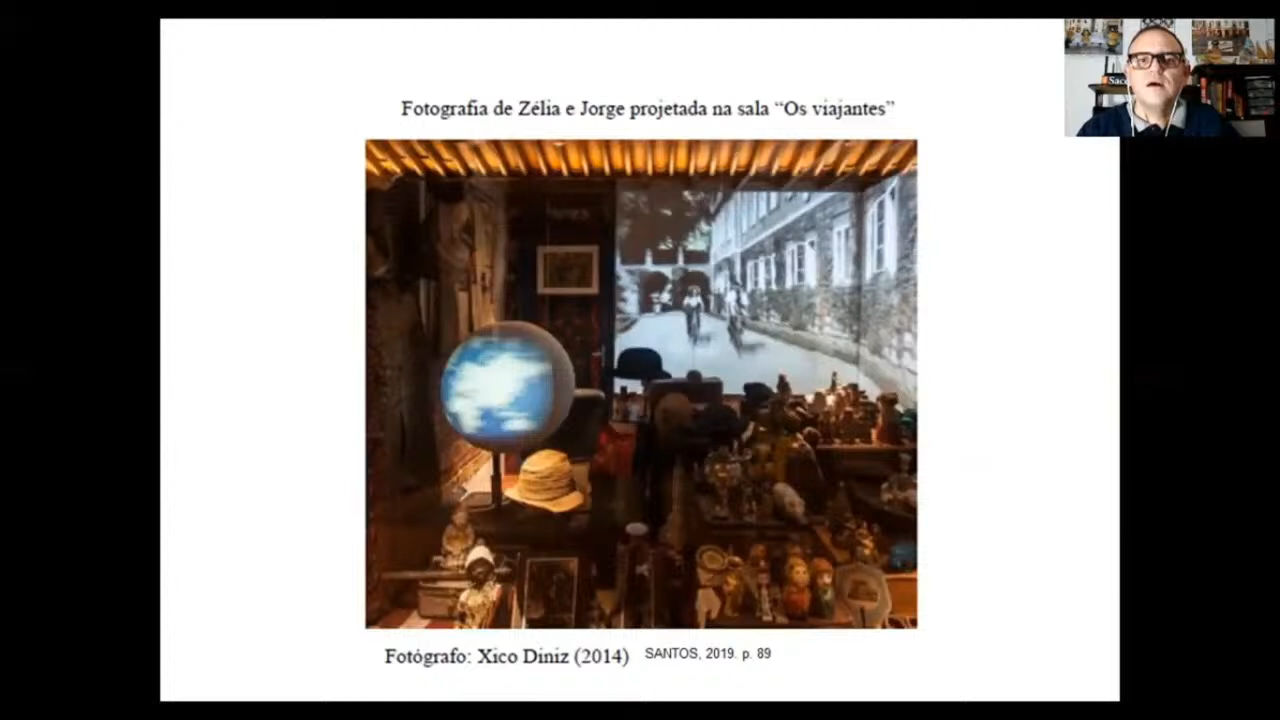 Fotografia de Zélia e Jorge projetada na sala “Os viajantes”
Fotógrafo: Xico Diniz (2014)
SANTOS, 2019. p. 89